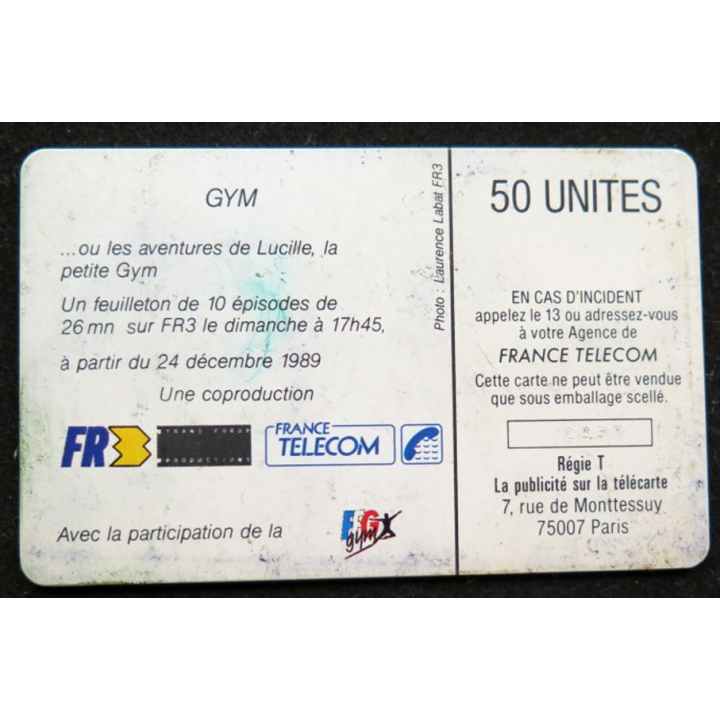 GYM
...ou les aventures de Lucille, la
petite Gym
Un feuilleton de 10 épisodes de
26 mn sur FR3 le dimanche à 17h45,
à partir du 24 décembre 1989
Une coproduction
FR3
PRODUCTIONS
FRANCE
TELECOM
Avec la participation de la
gym
Photo : Laurence Labat FR3
50 UNITES
EN CAS D'INCIDENT
appelez le 13 ou adressez-vous
à votre Agence de
FRANCE TELECOM
Cette carte ne peut être vendue
que sous emballage scellé.
Régie T
La publicité sur la télécarte
7, rue de Monttessuy
75007 Paris